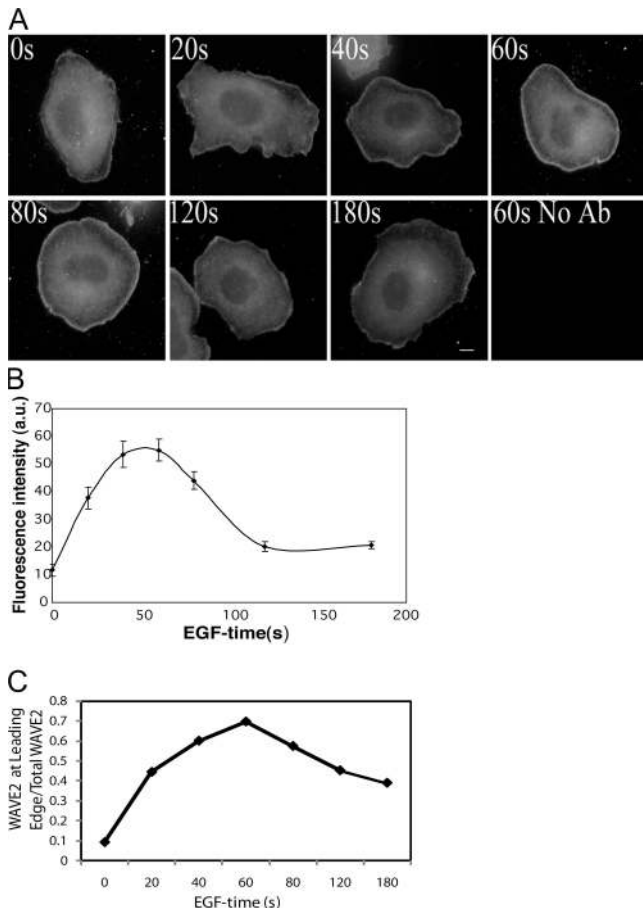 A
0s 20s 40s 60s
80s 120s 180s 60s No Ab
B
Fluorescence intensity (a.u.)
70
60
50
40
30
20
10
0
0 50 100 150 200
EGF-time(s)
C
WAVE2 at Leading
Edge/Total WAVE2
0.8
0.7
0.6
0.5
0.4
0.3
0.2
0.1
0
0 20 40 60 80 120 180
EGF-time (s)